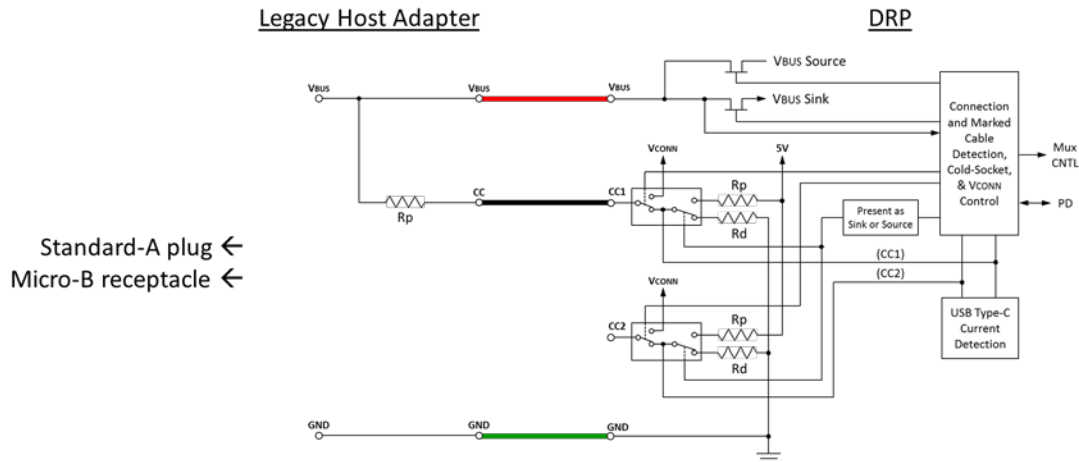 Legacy Host Adapter
DRP
VBUS Source
VBUS
VBUS
VBUS
VBUS Sink
Connection
and Marked
Cable
Detection,
Cold-Socket,
& VCONN
Control
Mux
CNTL
PD
VCONN
5V
Rp
CC
CC1
Rp
Rd
Present as
Sink or Source
Standard-A plug ←
Micro-B receptacle ←
(CC1)
(CC2)
VCONN
CC2
Rp
Rd
USB Type-C
Current
Detection
GND
GND
GND